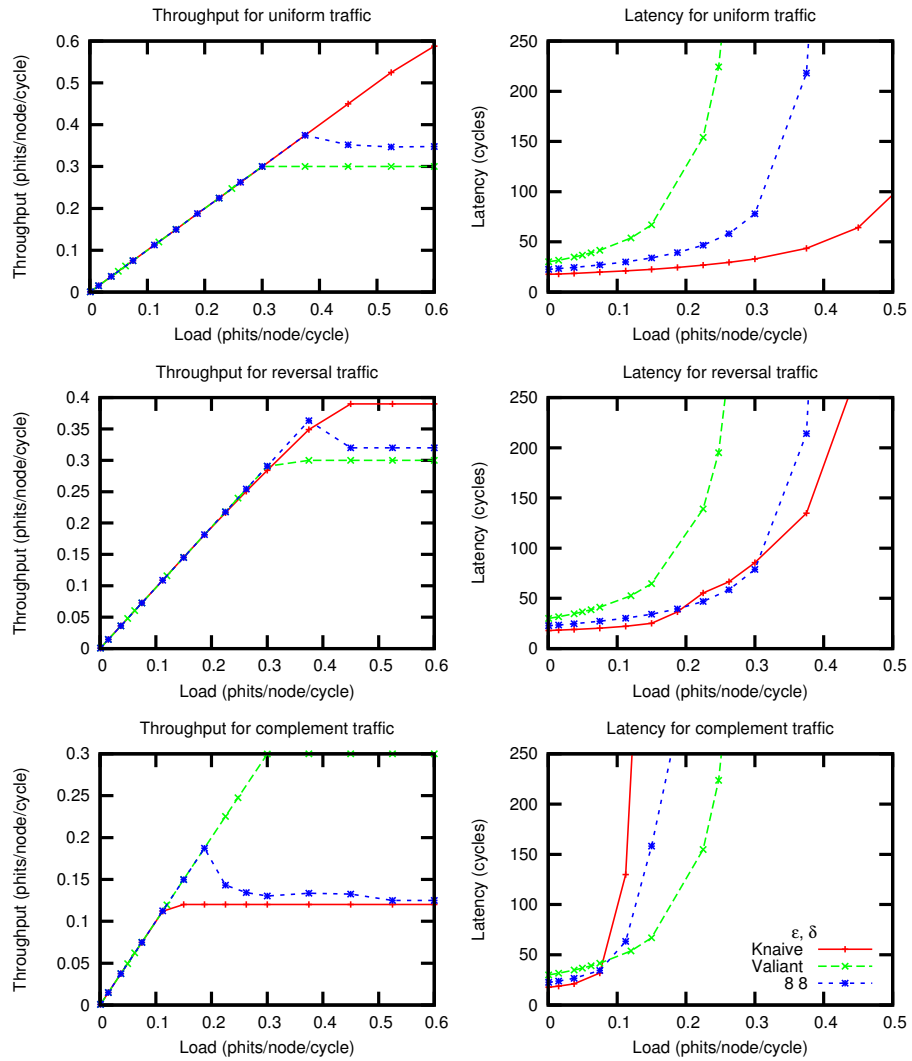 Throughput for uniform traffic
Throughput (phits/node/cycle)
0.6
0.5
0.4
0.3
0.2
0.1
0
0 0.1 0.2 0.3 0.4 0.5 0.6
Load (phits/node/cycle)
Latency for uniform traffic
Latency (cycles)
250
200
150
100
50
0
0 0.1 0.2 0.3 0.4 0.5
Load (phits/node/cycle)
Throughput for reversal traffic
Throughput (phits/node/cycle)
0.4
0.35
0.3
0.25
0.2
0.15
0.1
0.05
0
0 0.1 0.2 0.3 0.4 0.5 0.6
Load (phits/node/cycle)
Latency for reversal traffic
Latency (cycles)
250
200
150
100
50
0
0 0.1 0.2 0.3 0.4 0.5
Load (phits/node/cycle)
Throughput for complement traffic
Throughput (phits/node/cycle)
0.3
0.25
0.2
0.15
0.1
0.05
0
0 0.1 0.2 0.3 0.4 0.5 0.6
Load (phits/node/cycle)
Latency for complement traffic
Latency (cycles)
250
200
150
100
50
0
0 0.1 0.2 0.3 0.4 0.5
Load (phits/node/cycle)
ε, δ
Knaive
Valiant
8 8